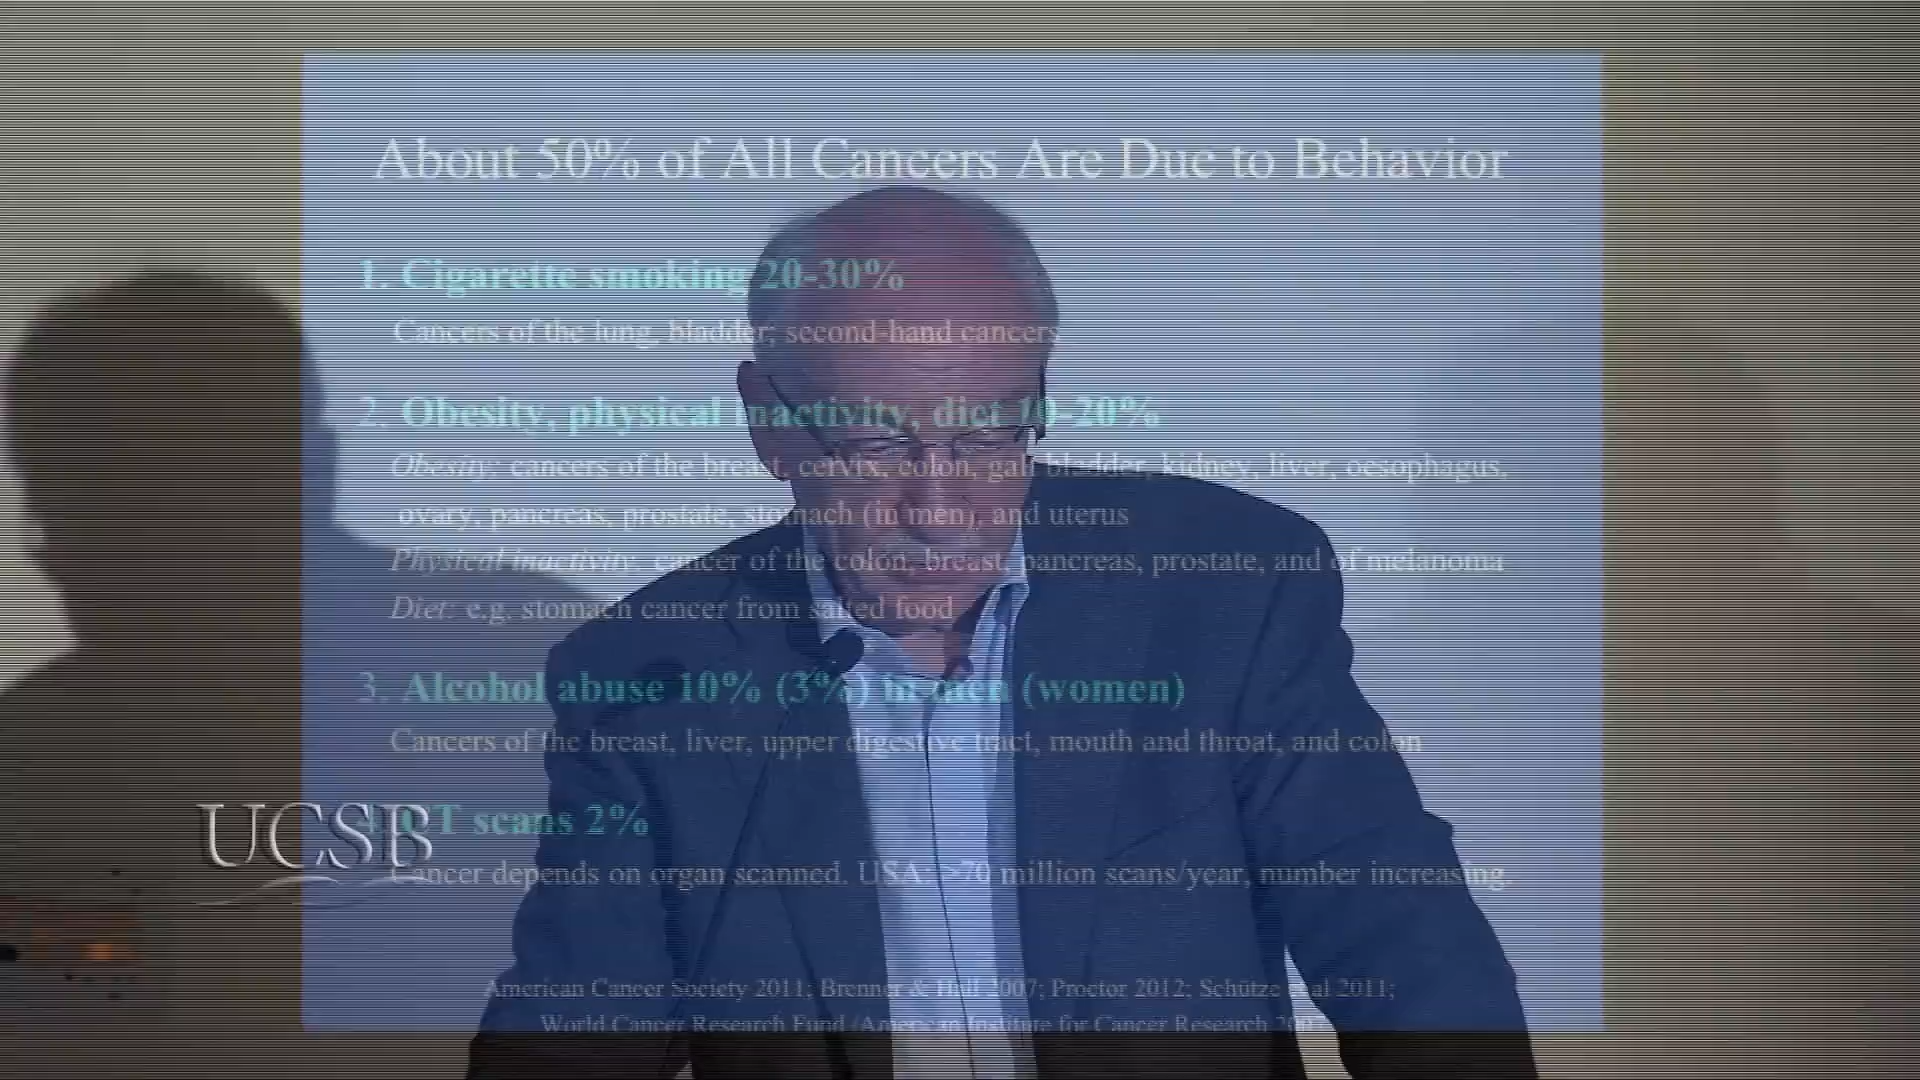 About 50% of All Cancers Are Due to Behavior
1. Cigarette smoking 20-30%
Cancers of the lung, bladder; second-hand cancers
2. Obesity, physical inactivity, diet 10-20%
Obesity: cancers of the breast, cervix, colon, gall bladder, kidney, liver, oesophagus,
ovary, pancreas, prostate, stomach (in men), and uterus
Physical inactivity: cancer of the colon, breast, pancreas, prostate, and of melanoma
Diet: e.g. stomach cancer from salted food
3. Alcohol abuse 10% (3%) in men (women)
Cancers of the breast, liver, upper digestive tract, mouth and throat, and colon
4. CT scans 2%
UCSB
Cancer depends on organ scanned. USA: >70 million scans/year, number increasing.
American Cancer Society 2011; Brenner & Hall 2007; Proctor 2012; Schütze et al 2011;
World Cancer Research Fund /American Institute for Cancer Research 2007